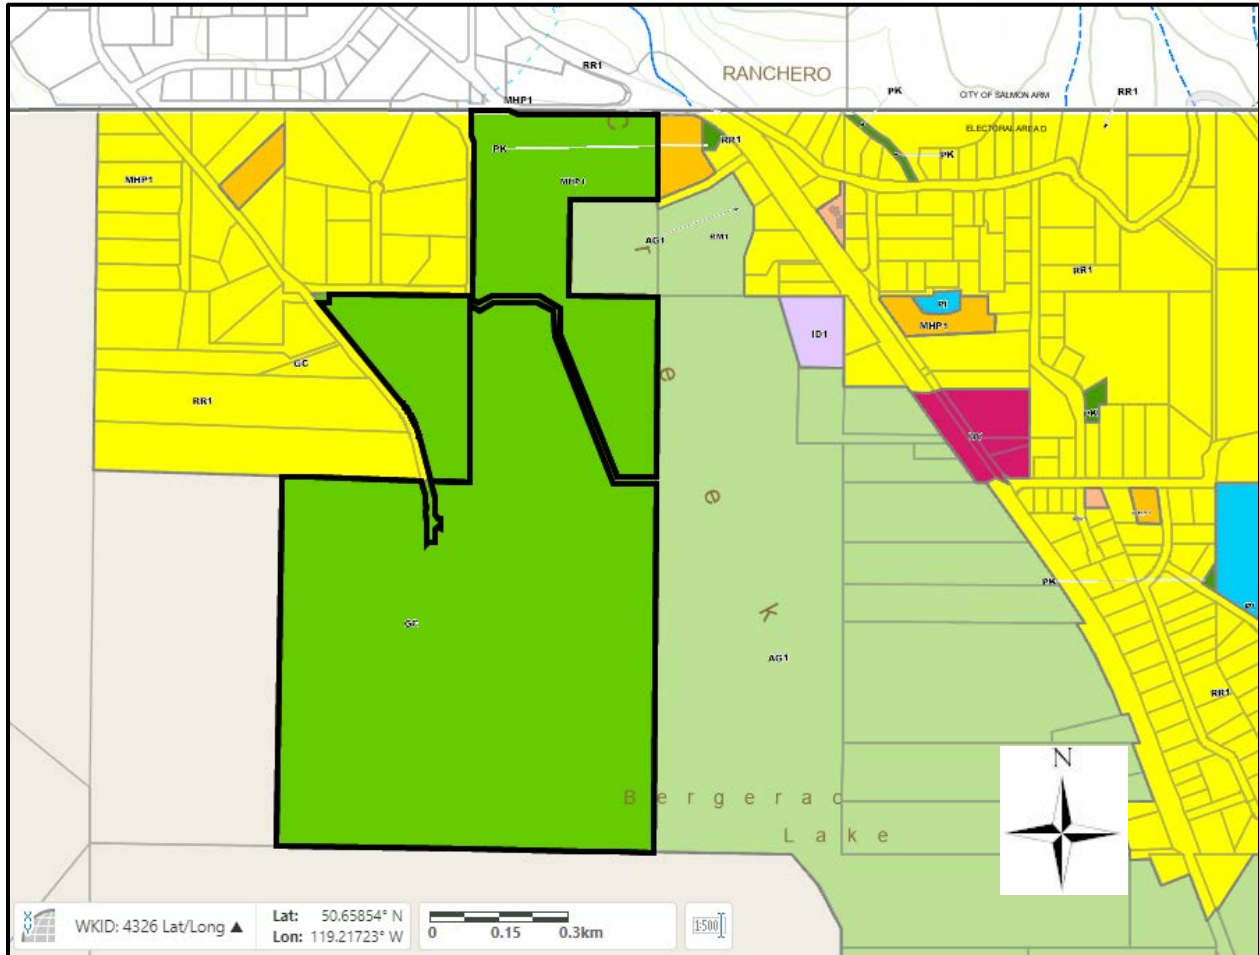 RR1
RANCHERO
MHP1
PK
CITY OF SALMON ARM
RR1
ELECTORAL AREA D
C
PK
RR1
PK
MHP1
MHP1
AG1
RM1
r
RR1
PI
MHP1
ID1
GC
e
RR1
PK
e
PK
k
GC
AG1
PI
RR1
N
Bergerac
Lake
WKID: 4326 Lat/Long ▲
Lat: 50.65854° N
Lon: 119.21723° W
0 0.15 0.3km
1:500